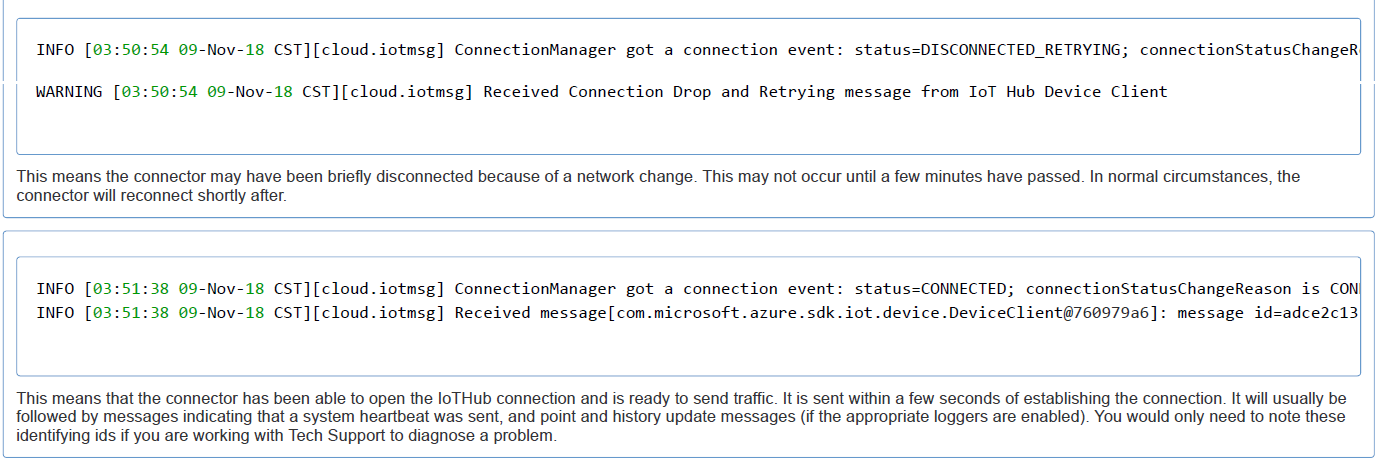 INFO [03:50:54 09-Nov-18 CST][cloud.iotmsg] ConnectionManager got a connection event: status=DISCONNECTED_RETRYING; connectionStatusChangeR
WARNING [03:50:54 09-Nov-18 CST][cloud.iotmsg] Received Connection Drop and Retrying message from IoT Hub Device Client
This means the connector may have been briefly disconnected because of a network change. This may not occur until a few minutes have passed. In normal circumstances, the
connector will reconnect shortly after.
INFO [03:51:38 09-Nov-18 CST][cloud.iotmsg] ConnectionManager got a connection event: status=CONNECTED; connectionStatusChangeReason is CON
INFO [03:51:38 09-Nov-18 CST][cloud.iotmsg] Received message[com.microsoft.azure.sdk.iot.device.DeviceClient@760979a6]: message id=adce2c13
This means that the connector has been able to open the IoTHub connection and is ready to send traffic. It is sent within a few seconds of establishing the connection. It will usually be
followed by messages indicating that a system heartbeat was sent, and point and history update messages (if the appropriate loggers are enabled). You would only need to note these
identifying ids if you are working with Tech Support to diagnose a problem.